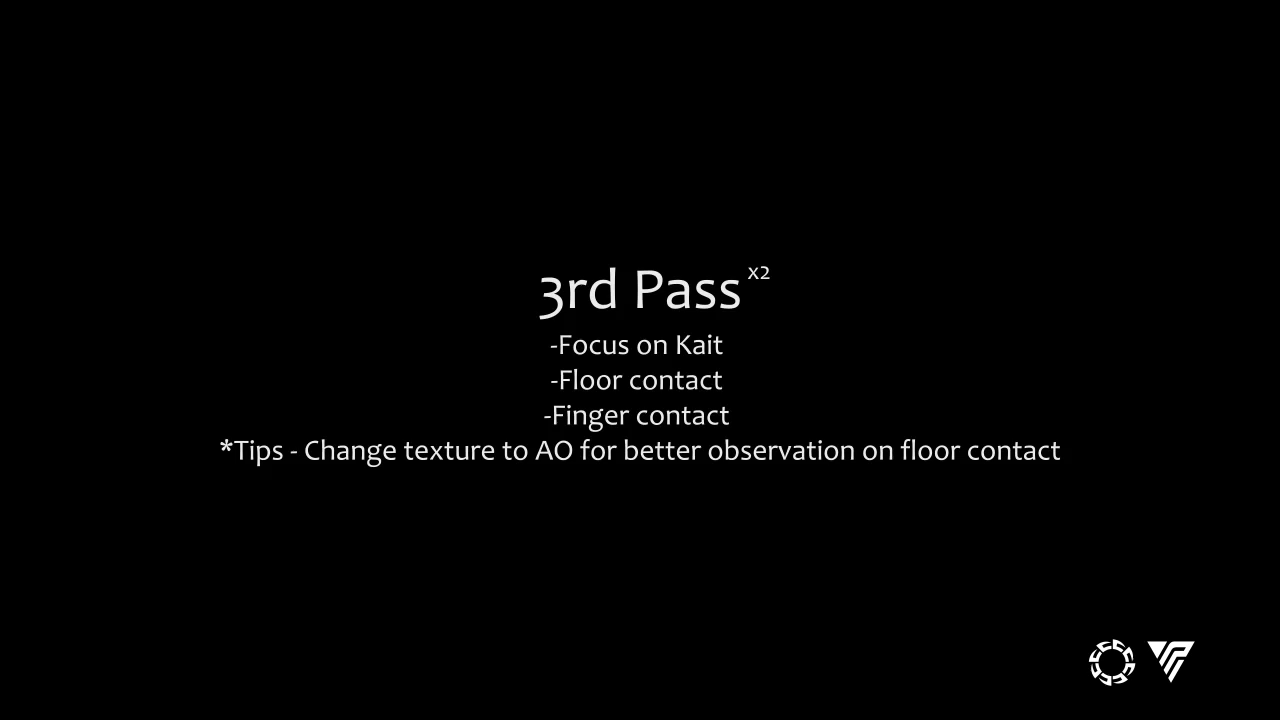 3rd Pass x2
-Focus on Kait
-Floor contact
-Finger contact
*Tips - Change texture to AO for better observation on floor contact